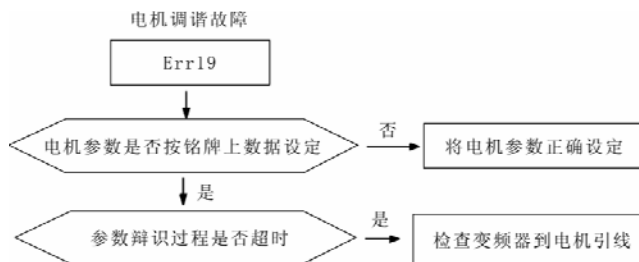 电机调谐故障
Err19
电机参数是否按铭牌上数据设定
否
将电机参数正确设定
是
参数辩识过程是否超时
是
检查变频器到电机引线